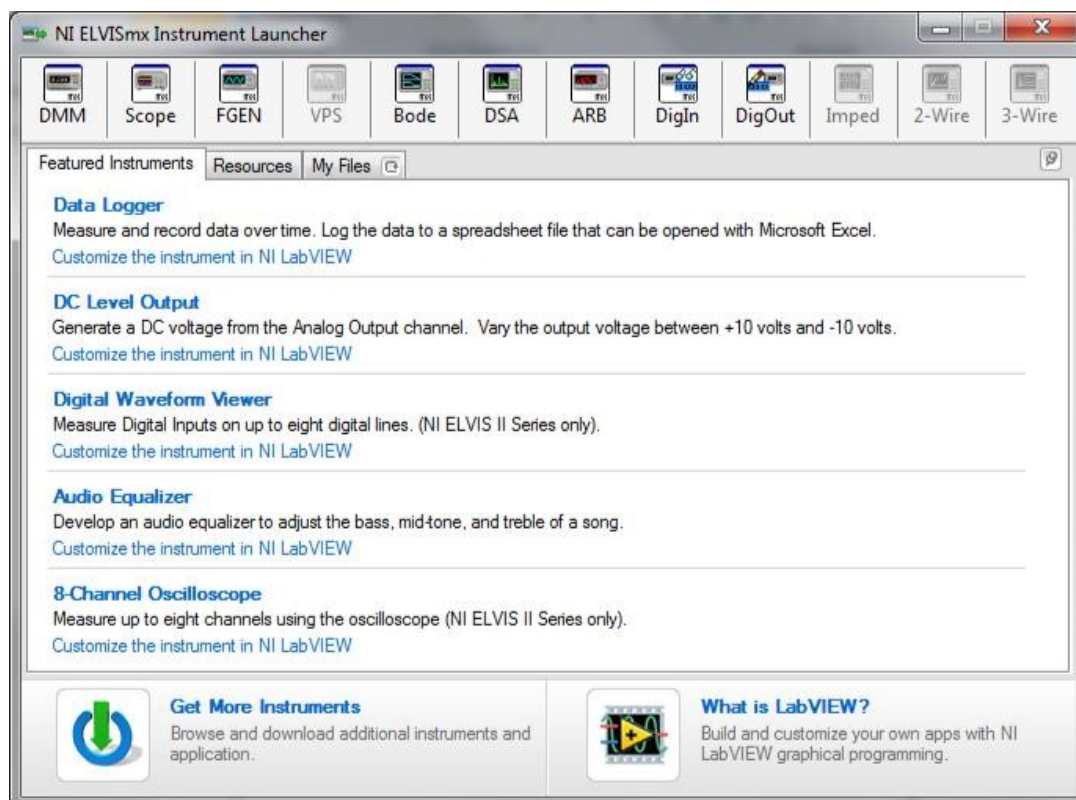 NI ELVISmx Instrument Launcher
DMM Scope FGEN VPS Bode DSA ARB DigIn DigOut Imped 2-Wire 3-Wire
Featured Instruments Resources My Files
Data Logger
Measure and record data over time. Log the data to a spreadsheet file that can be opened with Microsoft Excel.
Customize the instrument in NI LabVIEW
DC Level Output
Generate a DC voltage from the Analog Output channel. Vary the output voltage between +10 volts and -10 volts.
Customize the instrument in NI LabVIEW
Digital Waveform Viewer
Measure Digital Inputs on up to eight digital lines. (NI ELVIS II Series only).
Customize the instrument in NI LabVIEW
Audio Equalizer
Develop an audio equalizer to adjust the bass, mid-tone, and treble of a song.
Customize the instrument in NI LabVIEW
8-Channel Oscilloscope
Measure up to eight channels using the oscilloscope (NI ELVIS II Series only).
Customize the instrument in NI LabVIEW
Get More Instruments
Browse and download additional instruments and
application.
What is LabVIEW?
Build and customize your own apps with NI
LabVIEW graphical programming.